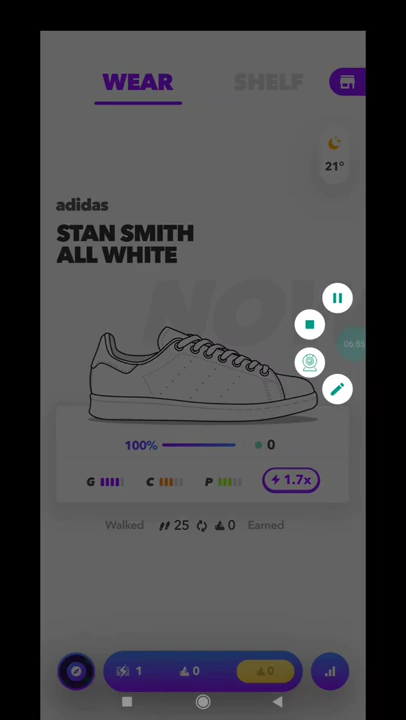 WEAR SHELF
21°
adidas
STAN SMITH
ALL WHITE
06:55
100% 0
G C P 1.7x
Walked 25 0 Earned
1 0 0